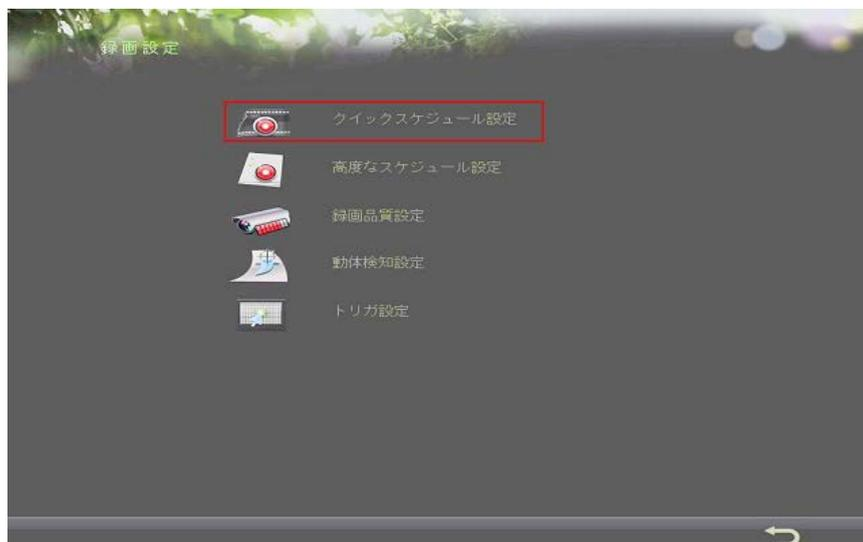 録画設定
クイックスケジュール設定
高度なスケジュール設定
録画品質設定
動体検知設定
トリガ設定